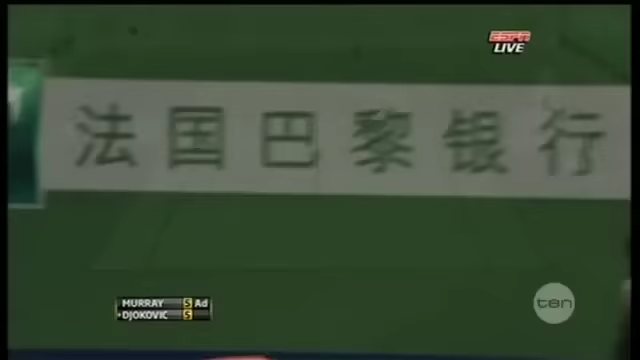 ESPN
LIVE
法国巴黎银行
MURRAY 5 Ad
DJOKOVIC 5
ten